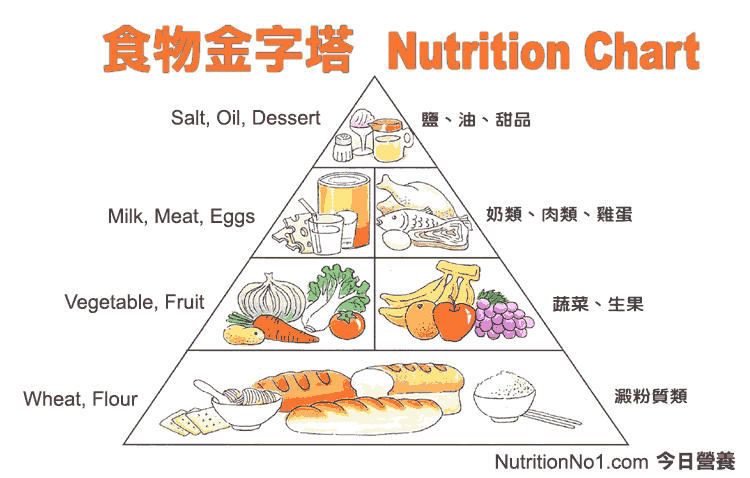 食物金字塔 Nutrition Chart
Salt, Oil, Dessert 鹽、油、甜品
Milk, Meat, Eggs 奶類、肉類、雞蛋
Vegetable, Fruit 蔬菜、生果
Wheat, Flour 澱粉質類
NutritionNo1.com 今日營養